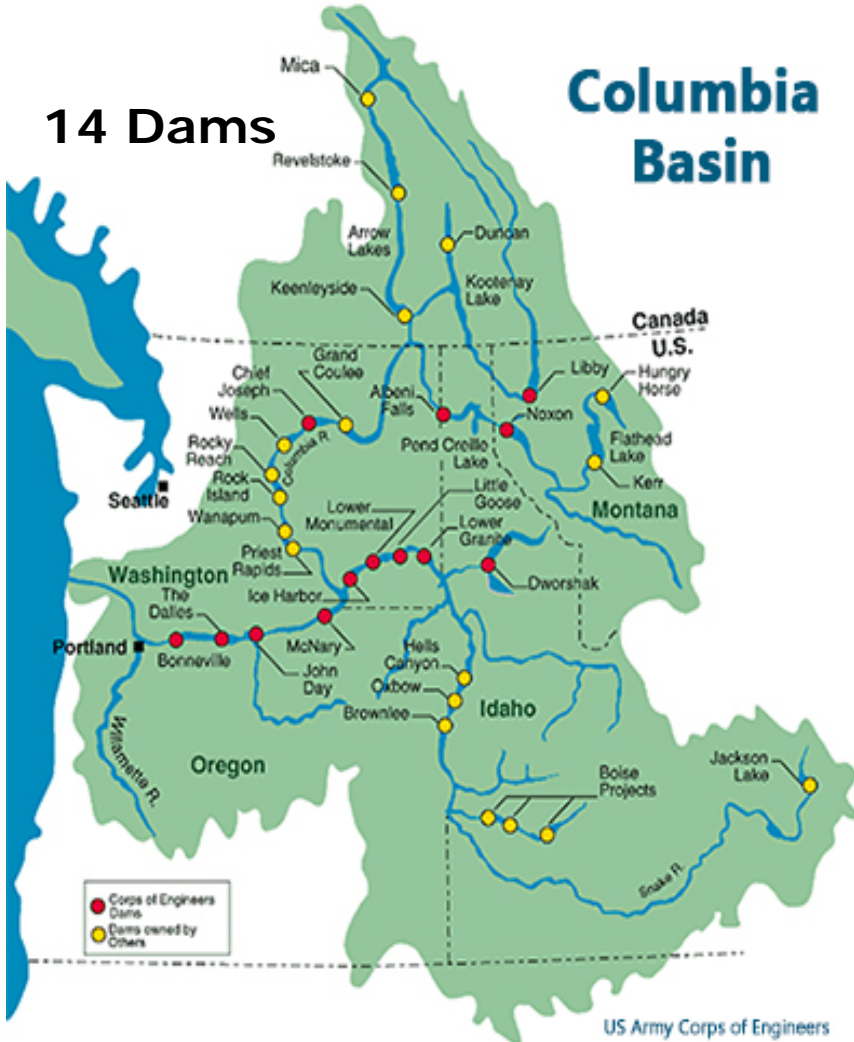 Columbia
Basin
14 Dams
Mica
Revelstoke
Arrow
Lakes
Duncan
Kootenay
Lake
Keenleyside
Canada
U.S.
Grand
Coulee
Chief
Joseph
Albeni
Falls
Libby
Hungry
Horse
Wells
Noxon
Columbia R.
Rocky
Reach
Pend Oreille
Lake
Flathead
Lake
Rock
Island
Kerr
Seattle
Little
Goose
Wanapum
Lower
Monumental
Lower
Granite
Montana
Priest
Rapids
Washington
Ice Harbor
Dworshak
The
Dalles
Portland
Bonneville
McNary
John
Day
Hells
Canyon
Oxbow
Brownlee
Idaho
Willamette R.
Oregon
Boise
Projects
Jackson
Lake
Snake R.
Corps of Engineers
Dams
Dams owned by
Others
US Army Corps of Engineers